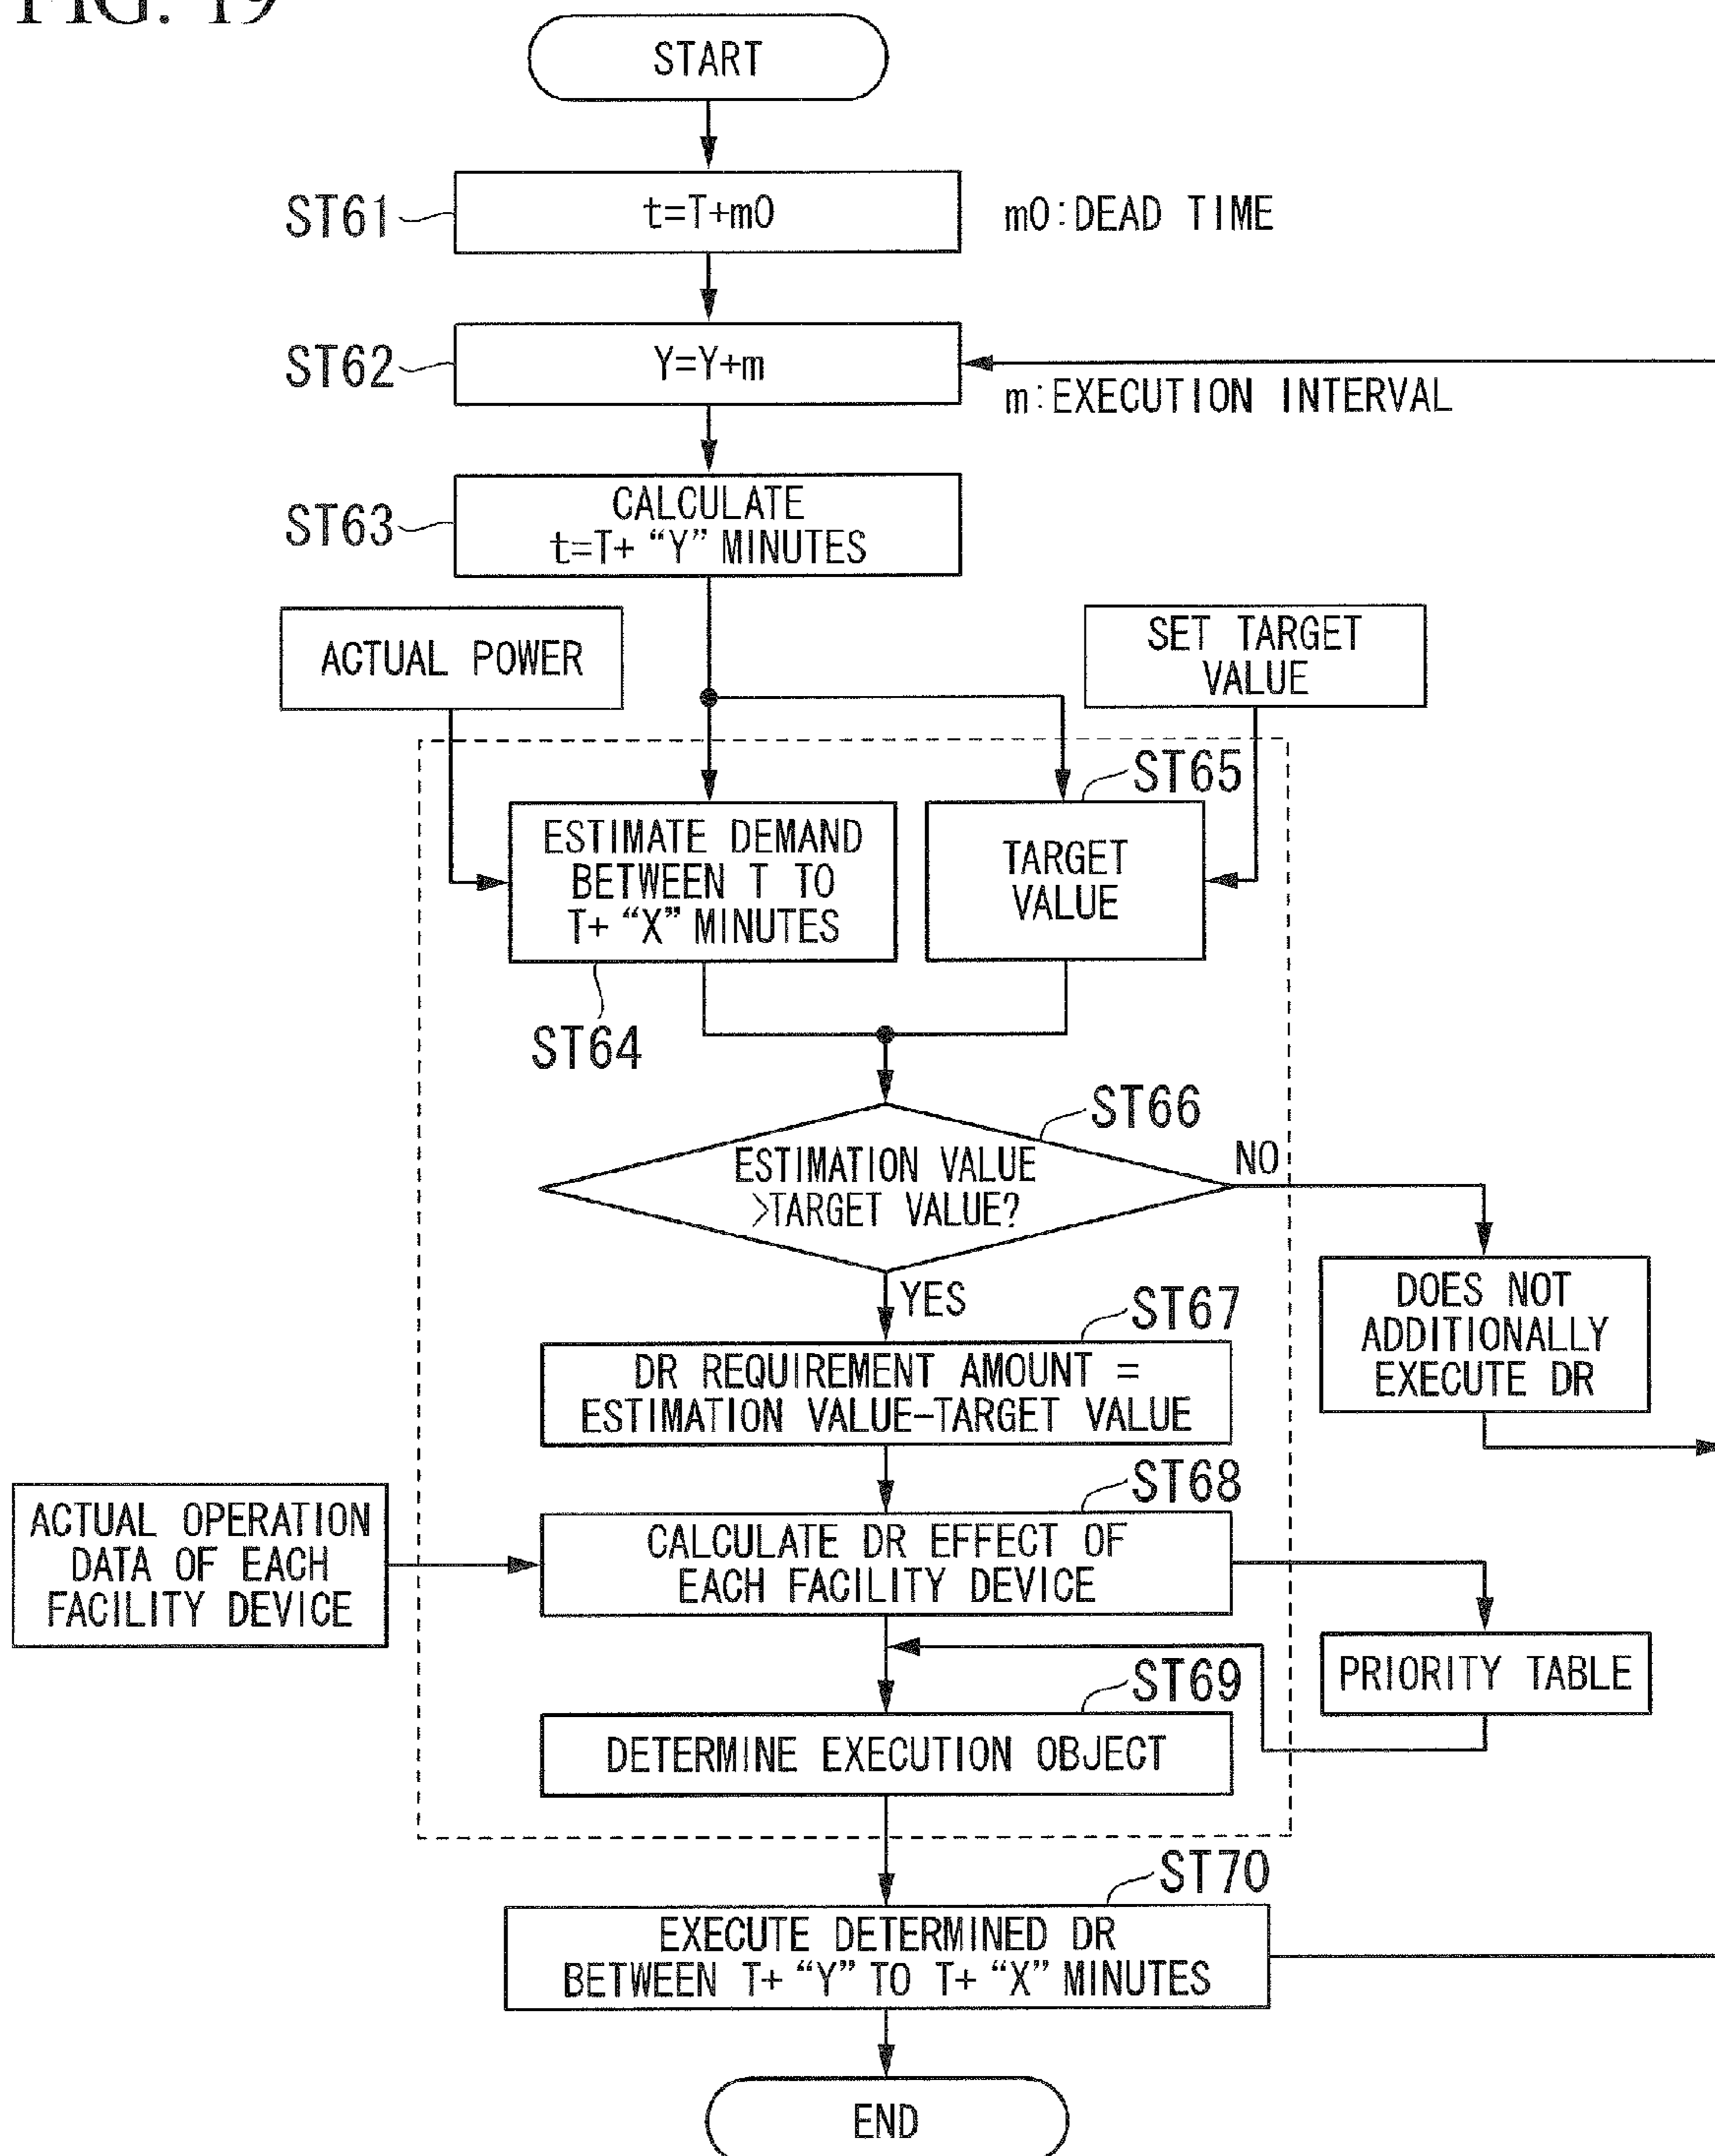 FIG. 19
START
ST61
t=T+m0
m0:DEAD TIME
ST62
Y=Y+m
m:EXECUTION INTERVAL
ST63
CALCULATE
t=T+ “Y” MINUTES
ACTUAL POWER
SET TARGET
VALUE
ST65
ESTIMATE DEMAND
BETWEEN T TO
T+ “X” MINUTES
TARGET
VALUE
ST64
ST66
ESTIMATION VALUE
>TARGET VALUE?
NO
YES
ST67
DR REQUIREMENT AMOUNT =
ESTIMATION VALUE-TARGET VALUE
DOES NOT
ADDITIONALLY
EXECUTE DR
ST68
ACTUAL OPERATION
DATA OF EACH
FACILITY DEVICE
CALCULATE DR EFFECT OF
EACH FACILITY DEVICE
PRIORITY TABLE
ST69
DETERMINE EXECUTION OBJECT
ST70
EXECUTE DETERMINED DR
BETWEEN T+ “Y” TO T+ “X” MINUTES
END